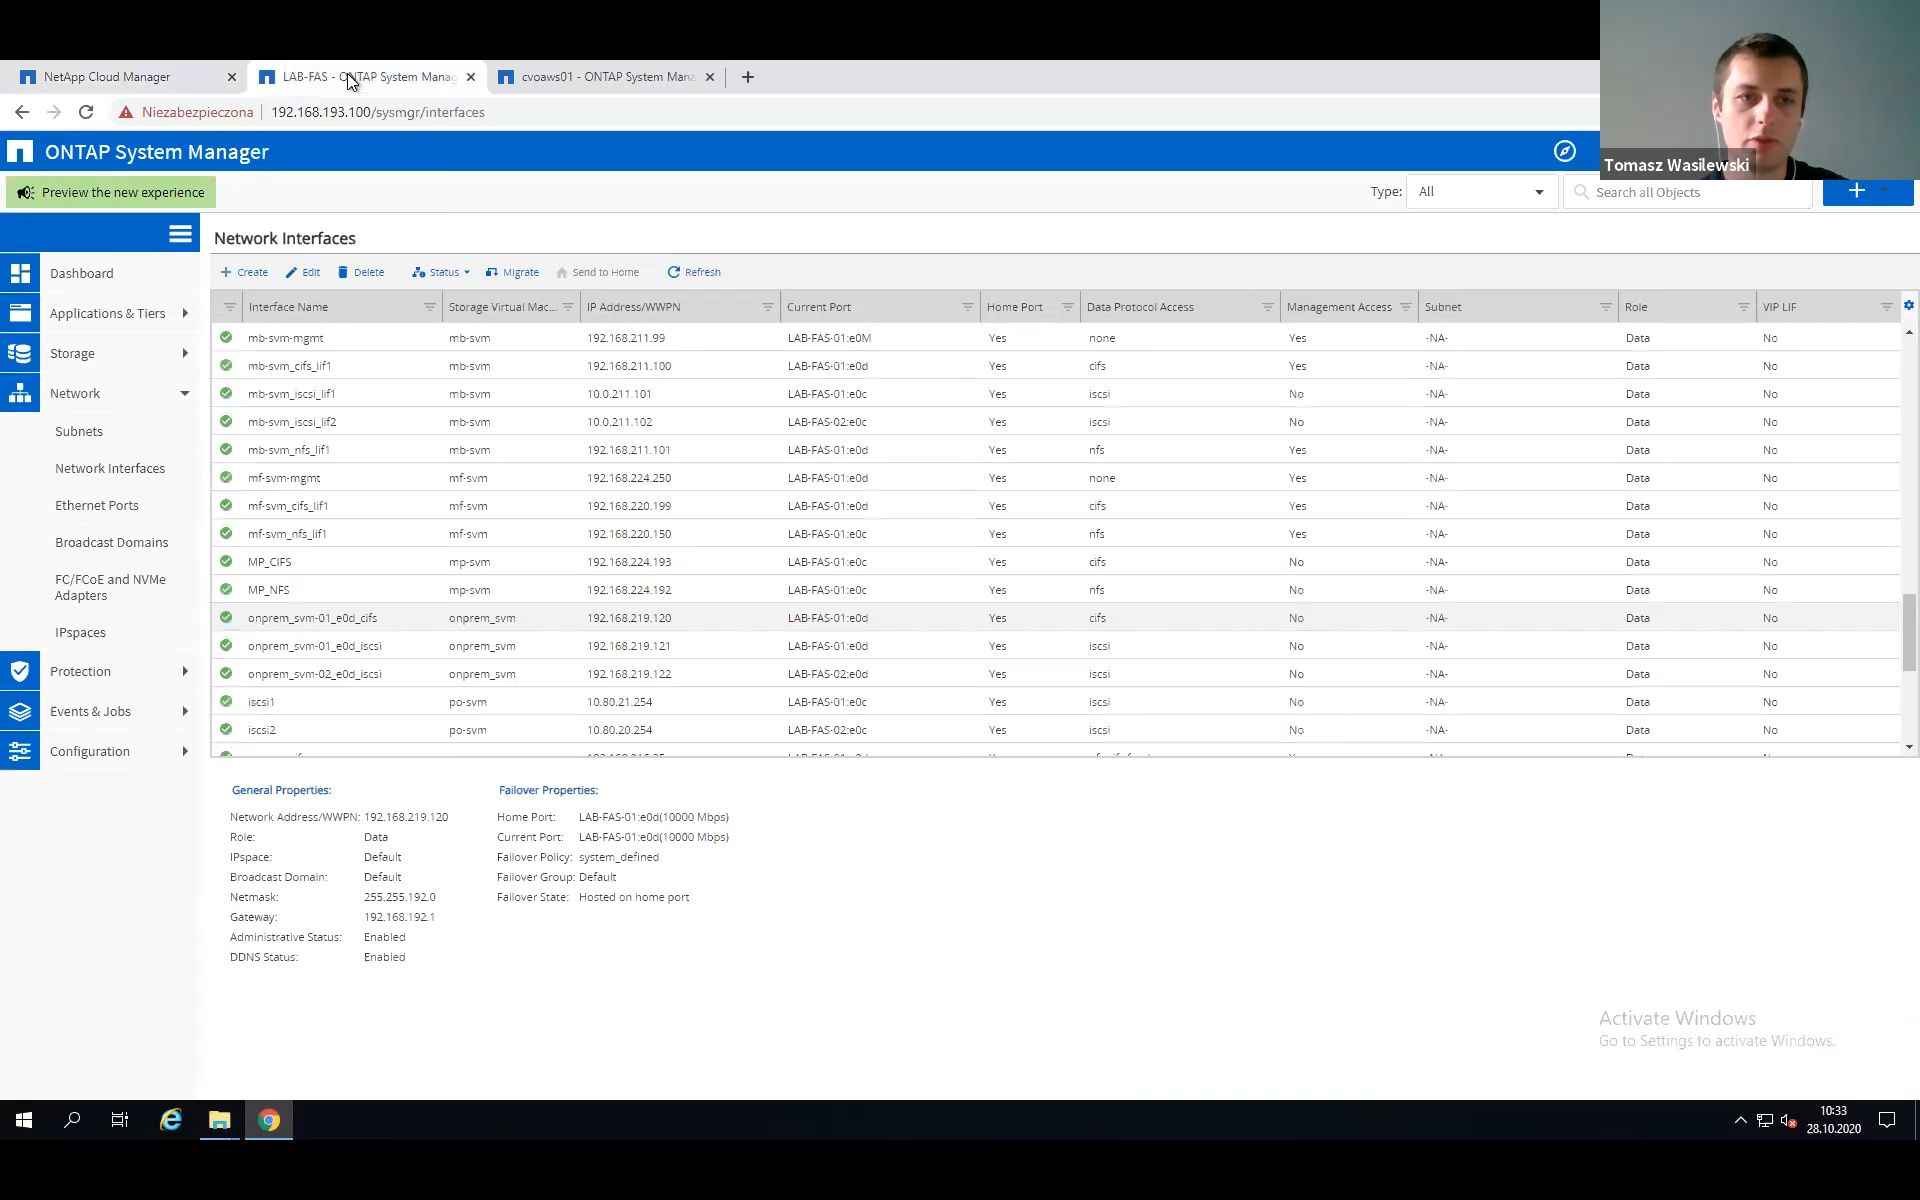 NetApp Cloud Manager
LAB-FAS - ONTAP System Manag
cvoaws01 - ONTAP System Mana
Niezabezpieczona 192.168.193.100/sysmgr/interfaces
ONTAP System Manager
Tomasz Wasilewski
Preview the new experience
Type: All Search all Objects
Network Interfaces
Create Edit Delete Status Migrate Send to Home Refresh
Interface Name Storage Virtual Mac... IP Address/WWPN Current Port Home Port Data Protocol Access Management Access Subnet Role VIP LIF
mb-svm-mgmt mb-svm 192.168.211.99 LAB-FAS-01:e0M Yes none Yes -NA- Data No
mb-svm_cifs_lif1 mb-svm 192.168.211.100 LAB-FAS-01:e0d Yes cifs Yes -NA- Data No
mb-svm_iscsi_lif1 mb-svm 10.0.211.101 LAB-FAS-01:e0c Yes iscsi No -NA- Data No
mb-svm_iscsi_lif2 mb-svm 10.0.211.102 LAB-FAS-02:e0c Yes iscsi No -NA- Data No
mb-svm_nfs_lif1 mb-svm 192.168.211.101 LAB-FAS-01:e0d Yes nfs Yes -NA- Data No
mf-svm-mgmt mf-svm 192.168.224.250 LAB-FAS-01:e0d Yes none Yes -NA- Data No
mf-svm_cifs_lif1 mf-svm 192.168.220.199 LAB-FAS-01:e0d Yes cifs Yes -NA- Data No
mf-svm_nfs_lif1 mf-svm 192.168.220.150 LAB-FAS-01:e0c Yes nfs Yes -NA- Data No
MP_CIFS mp-svm 192.168.224.193 LAB-FAS-01:e0c Yes cifs No -NA- Data No
MP_NFS mp-svm 192.168.224.192 LAB-FAS-01:e0c Yes nfs No -NA- Data No
onprem_svm-01_e0d_cifs onprem_svm 192.168.219.120 LAB-FAS-01:e0d Yes cifs No -NA- Data No
onprem_svm-01_e0d_iscsi onprem_svm 192.168.219.121 LAB-FAS-01:e0d Yes iscsi No -NA- Data No
onprem_svm-02_e0d_iscsi onprem_svm 192.168.219.122 LAB-FAS-02:e0d Yes iscsi No -NA- Data No
iscsi1 po-svm 10.80.21.254 LAB-FAS-01:e0c Yes iscsi No -NA- Data No
iscsi2 po-svm 10.80.20.254 LAB-FAS-02:e0c Yes iscsi No -NA- Data No
Dashboard
Applications & Tiers
Storage
Network
Subnets
Network Interfaces
Ethernet Ports
Broadcast Domains
FC/FCoE and NVMe
Adapters
IPspaces
Protection
Events & Jobs
Configuration
General Properties:
Network Address/WWPN: 192.168.219.120
Role: Data
IPspace: Default
Broadcast Domain: Default
Netmask: 255.255.192.0
Gateway: 192.168.192.1
Administrative Status: Enabled
DDNS Status: Enabled
Failover Properties:
Home Port: LAB-FAS-01:e0d(10000 Mbps)
Current Port: LAB-FAS-01:e0d(10000 Mbps)
Failover Policy: system_defined
Failover Group: Default
Failover State: Hosted on home port
Activate Windows
Go to Settings to activate Windows.
10:33
28.10.2020